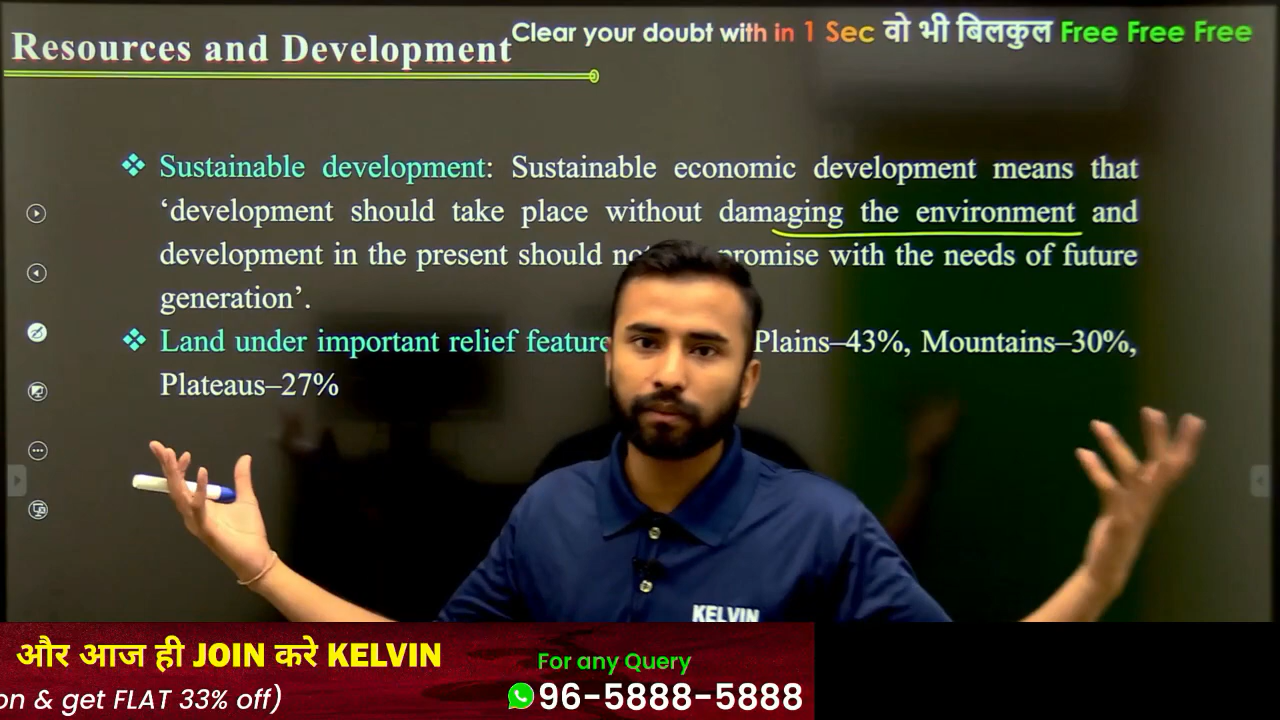 Resources and Development
Clear your doubt with in 1 Sec वो भी बिलकुल Free Free Free
❖ Sustainable development: Sustainable economic development means that
‘development should take place without damaging the environment and
development in the present should promise with the needs of future
generation’.
❖ Land under important relief Plains–43%, Mountains–30%,
Plateaus–27%
KELVIN
और आज ही JOIN करे KELVIN
For any Query
& get FLAT 33% off)
96-5888-5888